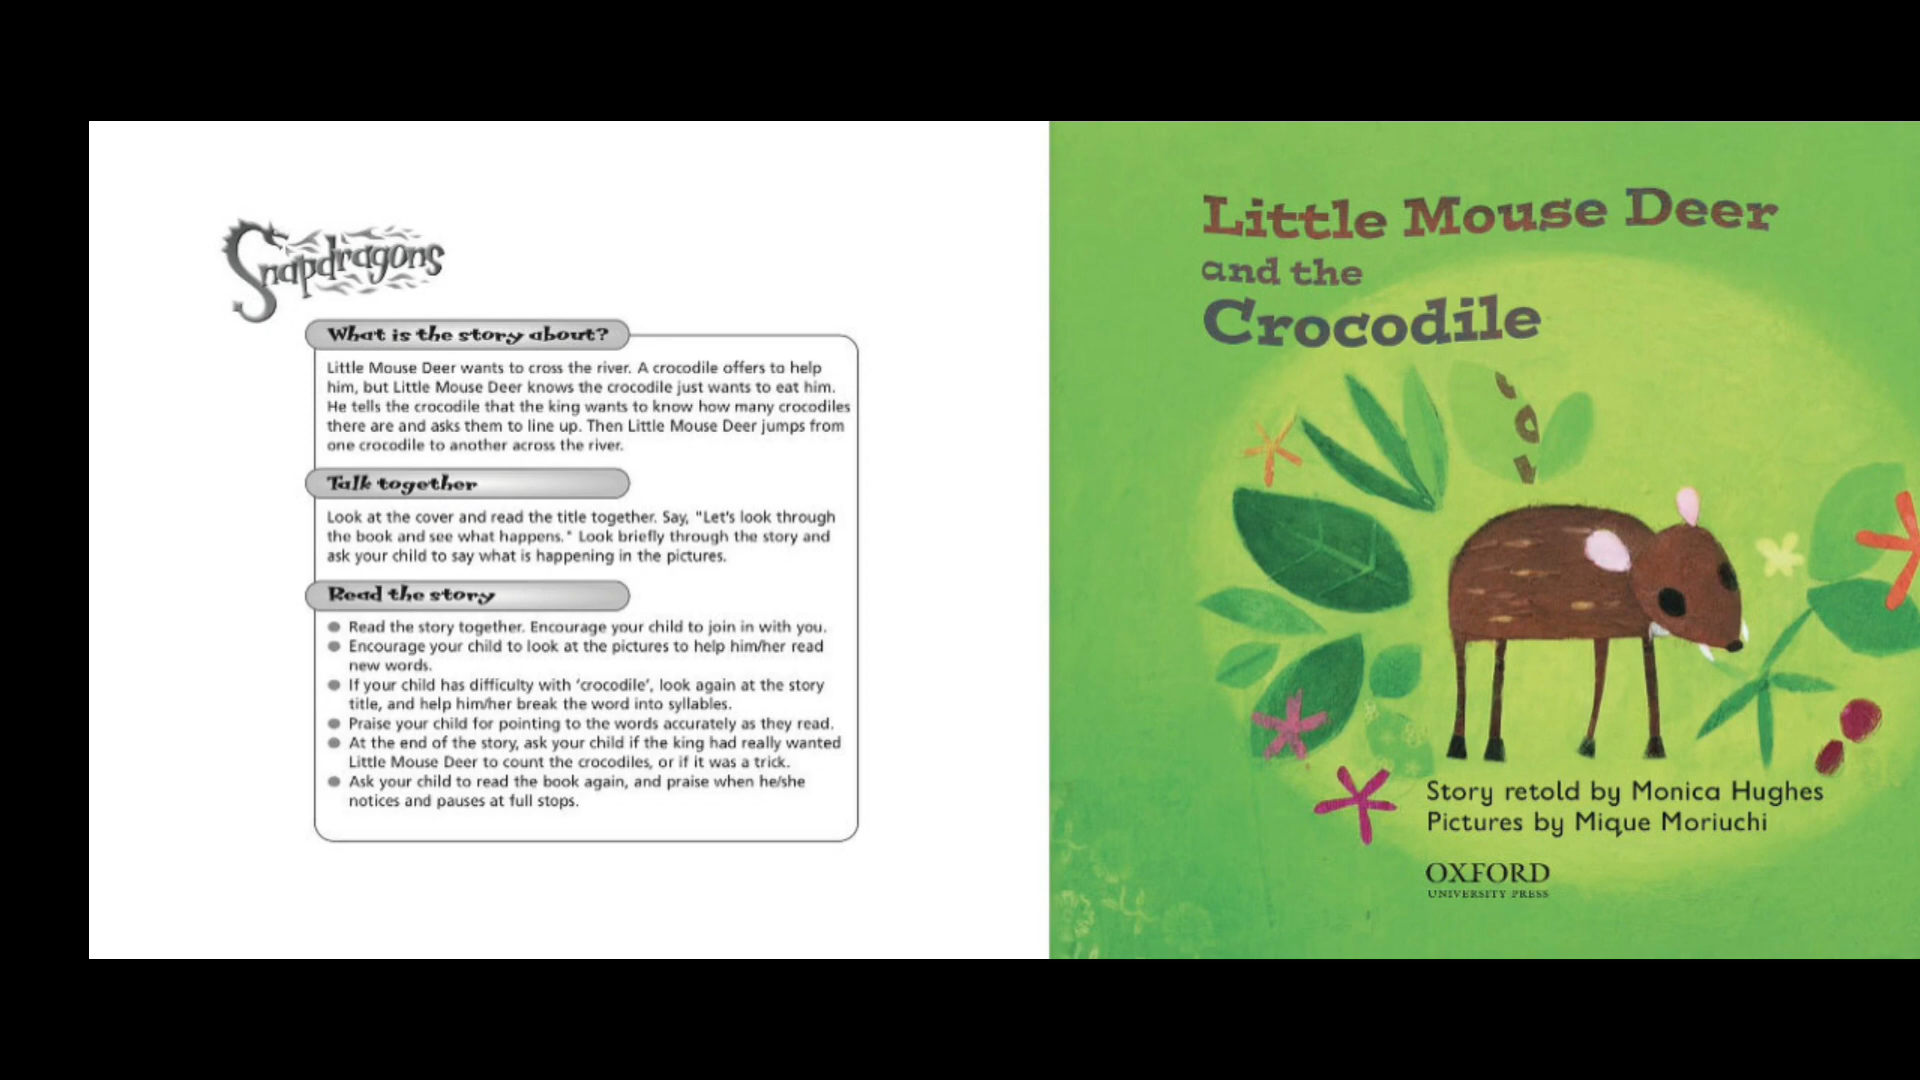 Snapdragons
What is the story about?
Little Mouse Deer wants to cross the river. A crocodile offers to help
him, but Little Mouse Deer knows the crocodile just wants to eat him.
He tells the crocodile that the king wants to know how many crocodiles
there are and asks them to line up. Then Little Mouse Deer jumps from
one crocodile to another across the river.
Talk together
Look at the cover and read the title together. Say, "Let's look through
the book and see what happens." Look briefly through the story and
ask your child to say what is happening in the pictures.
Read the story
Read the story together. Encourage your child to join in with you.
Encourage your child to look at the pictures to help him/her read
new words.
If your child has difficulty with 'crocodile', look again at the story
title, and help him/her break the word into syllables.
Praise your child for pointing to the words accurately as they read.
At the end of the story, ask your child if the king had really wanted
Little Mouse Deer to count the crocodiles, or if it was a trick.
Ask your child to read the book again, and praise when he/she
notices and pauses at full stops.
Little Mouse Deer
and the
Crocodile
Story retold by Monica Hughes
Pictures by Mique Moriuchi
OXFORD
UNIVERSITY PRESS